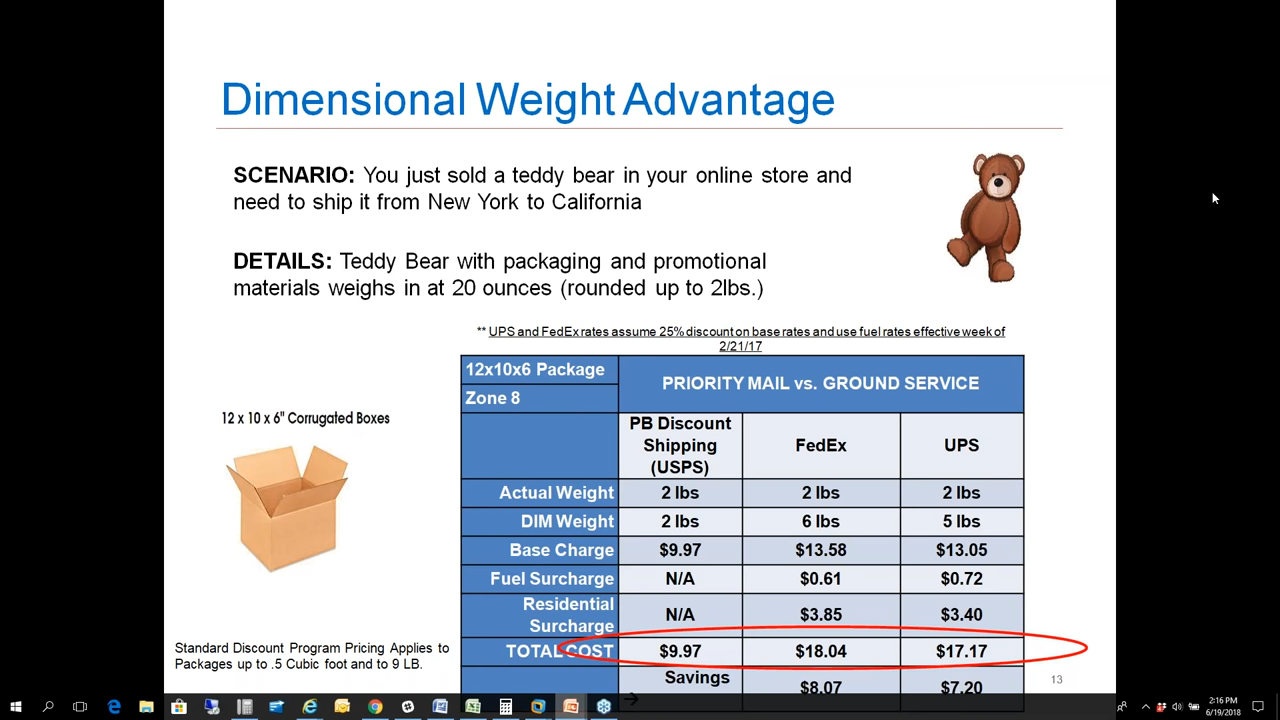 Dimensional Weight Advantage
SCENARIO: You just sold a teddy bear in your online store and
need to ship it from New York to California
DETAILS: Teddy Bear with packaging and promotional
materials weighs in at 20 ounces (rounded up to 2lbs.)
** UPS and FedEx rates assume 25% discount on base rates and use fuel rates effective week of
2/21/17
12x10x6 Package
Zone 8
PRIORITY MAIL vs. GROUND SERVICE
12 x 10 x 6" Corrugated Boxes
PB Discount
Shipping
(USPS)
FedEx
UPS
Actual Weight 2 lbs 2 lbs 2 lbs
DIM Weight 2 lbs 6 lbs 5 lbs
Base Charge $9.97 $13.58 $13.05
Fuel Surcharge N/A $0.61 $0.72
Residential
Surcharge N/A $3.85 $3.40
TOTAL COST $9.97 $18.04 $17.17
Savings
$8.07 $7.20
Standard Discount Program Pricing Applies to
Packages up to .5 Cubic foot and to 9 LB.
13
2:16 PM
6/19/2018